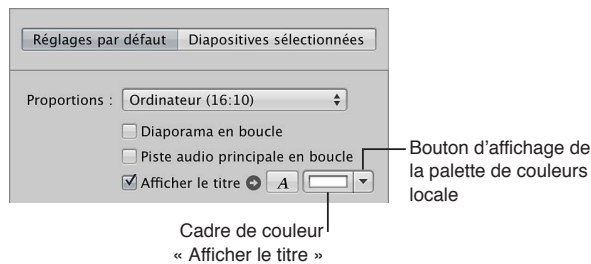 Réglages par défaut Diapositives sélectionnées
Proportions : Ordinateur (16:10)
Diaporama en boucle
Piste audio principale en boucle
Afficher le titre A
Bouton d’affichage de
la palette de couleurs
locale
Cadre de couleur
« Afficher le titre »